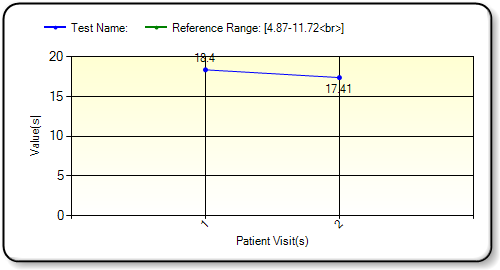 Test Name: Reference Range: [4.87-11.72<br>]
20
18.4
17.41
15
10
5
0
Value(s)
1 2
Patient Visit(s)